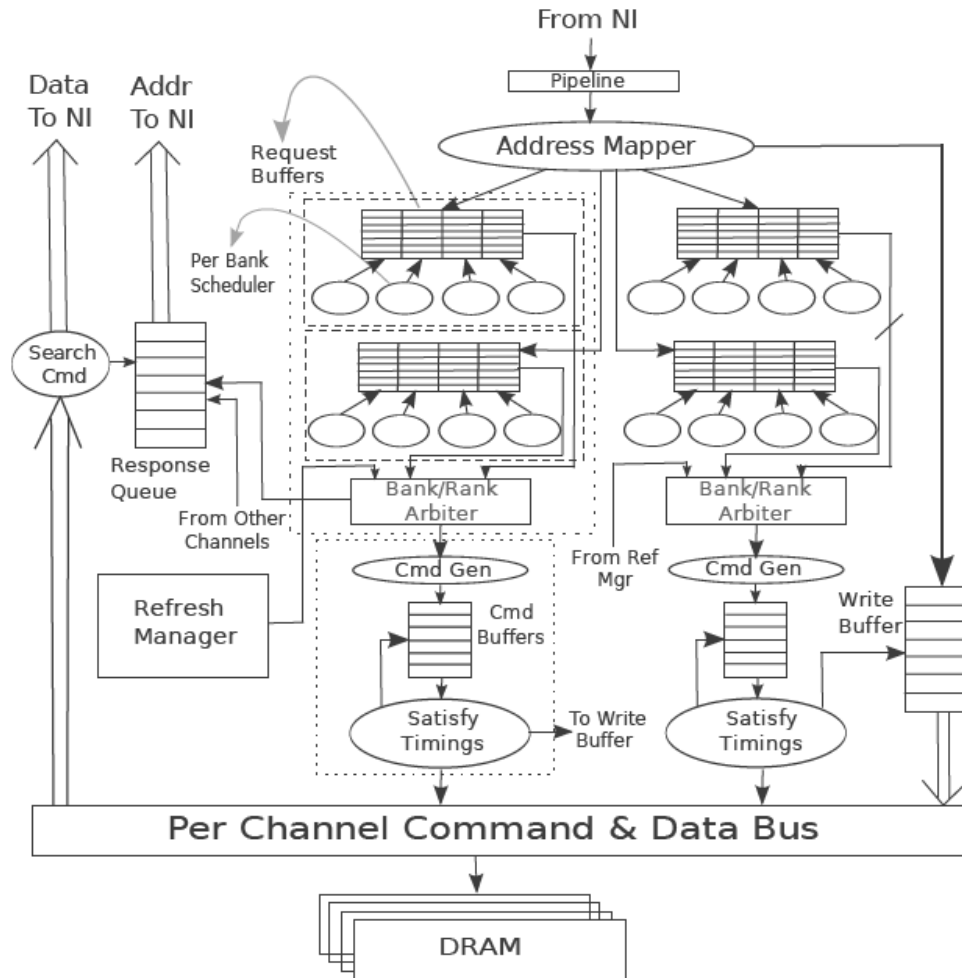 From NI
Pipeline
Data
To NI
Addr
To NI
Address Mapper
Request
Buffers
Per Bank
Scheduler
Search
Cmd
Response
Queue
From Other
Channels
Bank/Rank
Arbiter
Bank/Rank
Arbiter
From Ref
Mgr
Cmd Gen
Cmd Gen
Refresh
Manager
Cmd
Buffers
Write
Buffer
Satisfy
Timings
To Write
Buffer
Satisfy
Timings
Per Channel Command & Data Bus
DRAM